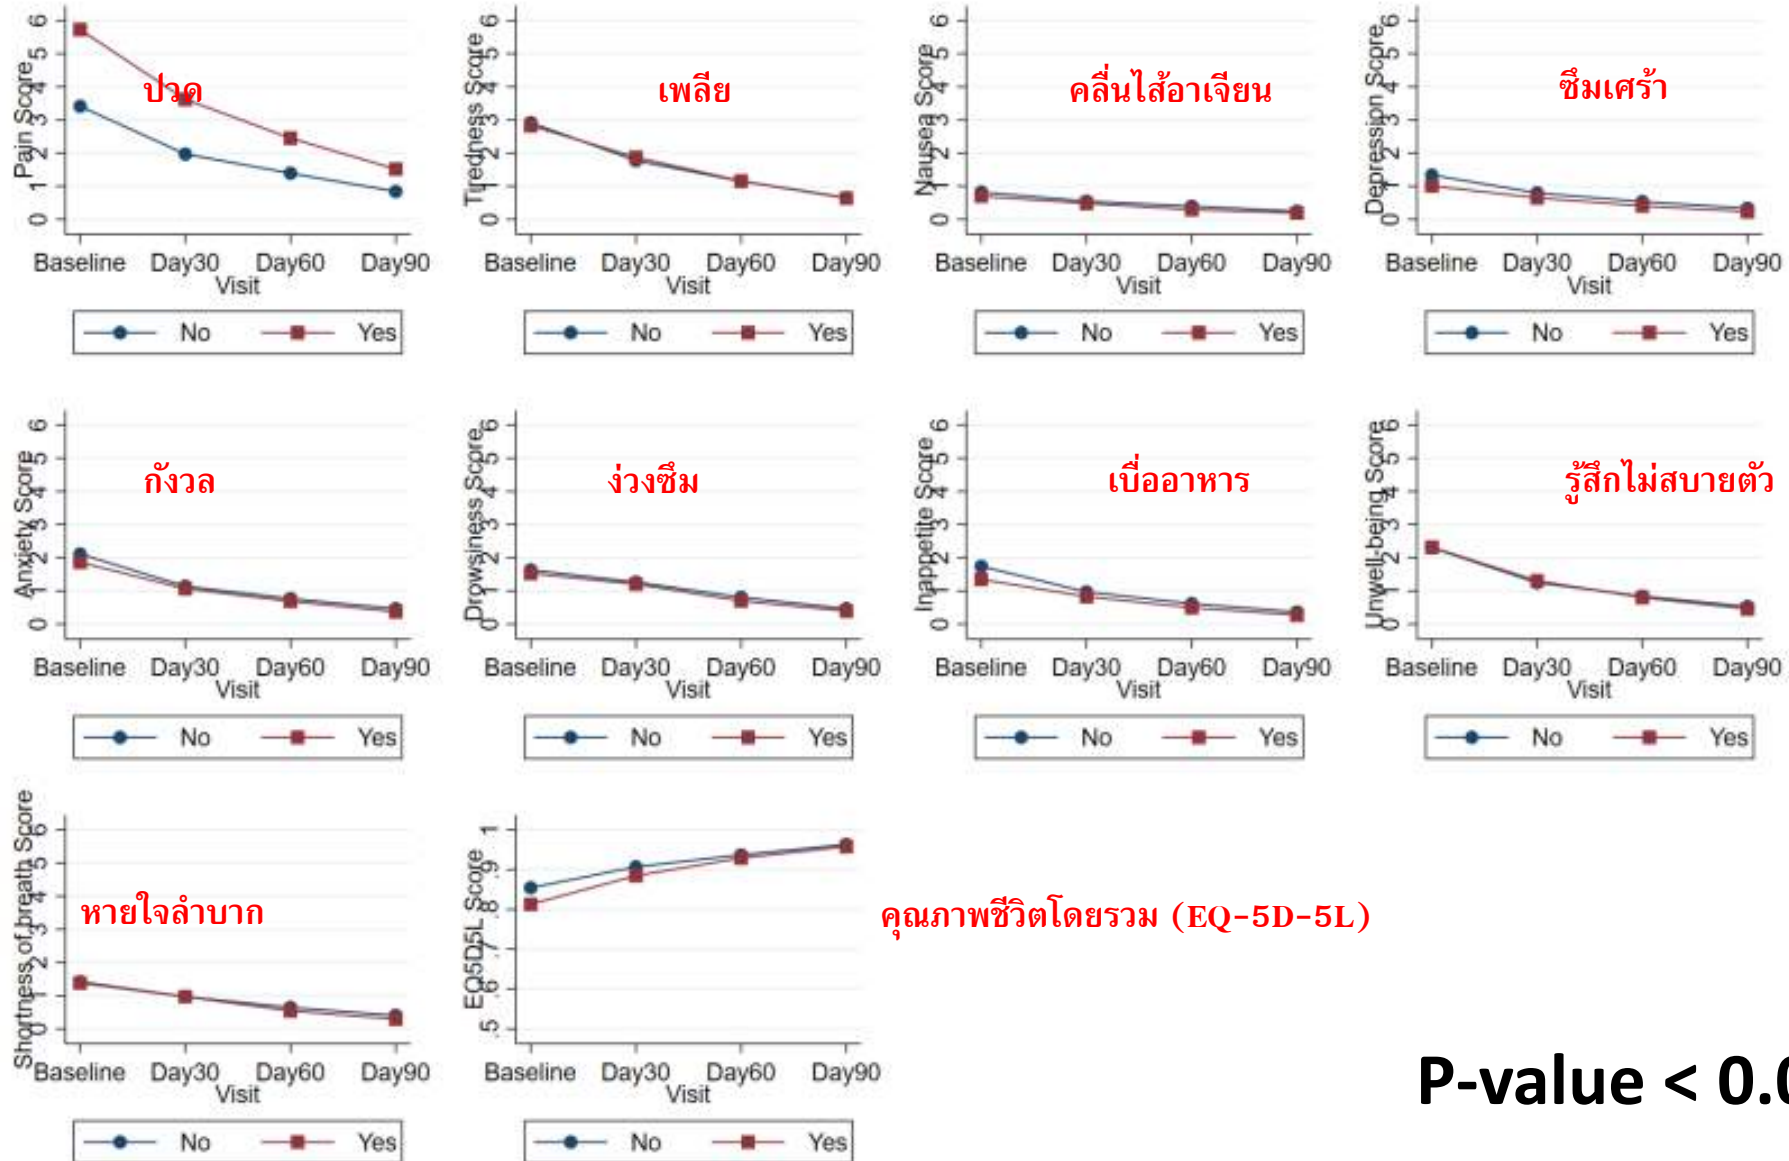 Pain Score
0 1 2 3 4 5 6
ปวด
Baseline Day30 Day60 Day90
Visit
No Yes
Tiredness Score
0 1 2 3 4 5 6
เพลีย
Baseline Day30 Day60 Day90
Visit
No Yes
Nausea Score
0 1 2 3 4 5 6
คลื่นไส้อาเจียน
Baseline Day30 Day60 Day90
Visit
No Yes
Depression Score
0 1 2 3 4 5 6
ซึมเศร้า
Baseline Day30 Day60 Day90
Visit
No Yes
Anxiety Score
0 1 2 3 4 5 6
กังวล
Baseline Day30 Day60 Day90
Visit
No Yes
Drowsiness Score
0 1 2 3 4 5 6
ง่วงซึม
Baseline Day30 Day60 Day90
Visit
No Yes
Inappetite Score
0 1 2 3 4 5 6
เบื่ออาหาร
Baseline Day30 Day60 Day90
Visit
No Yes
Unwell-being Score
0 1 2 3 4 5 6
รู้สึกไม่สบายตัว
Baseline Day30 Day60 Day90
Visit
No Yes
Shortness of breath Score
0 1 2 3 4 5 6
หายใจลำบาก
Baseline Day30 Day60 Day90
Visit
No Yes
EQ5D5L Score
.5 .6 .7 .8 .9 1
คุณภาพชีวิตโดยรวม (EQ-5D-5L)
Baseline Day30 Day60 Day90
Visit
No Yes
P-value < 0.0